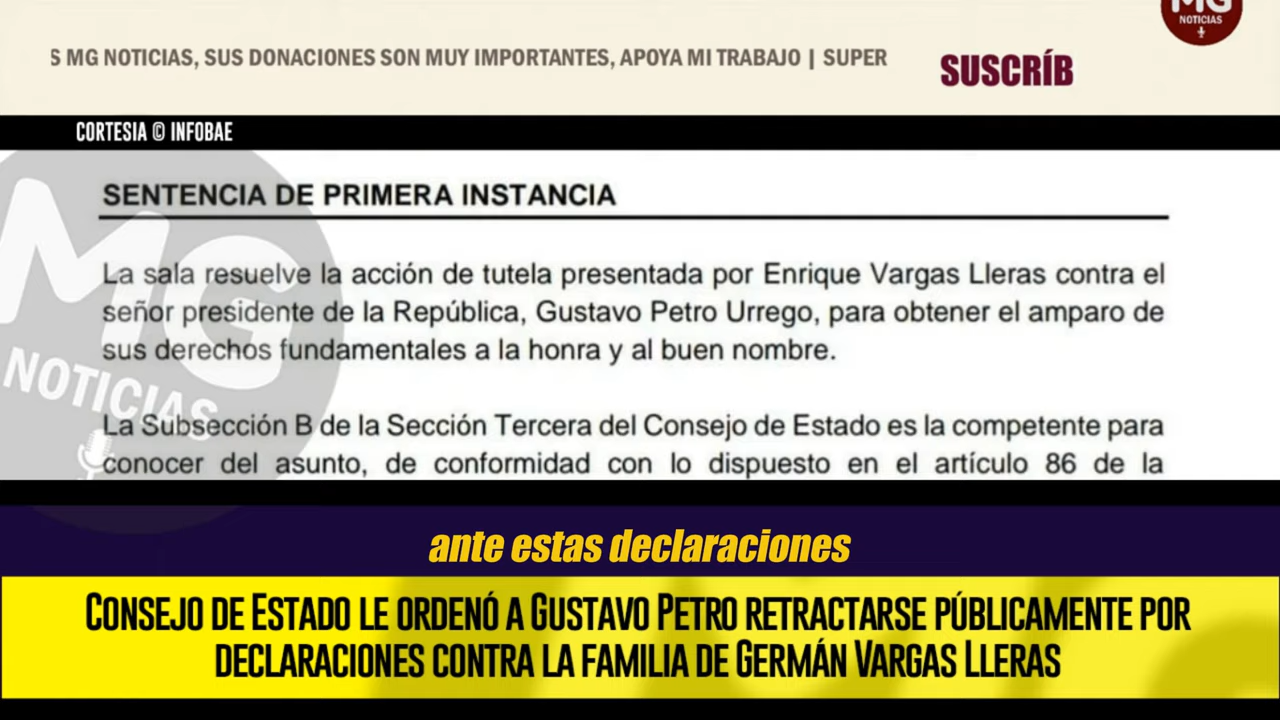 S MG NOTICIAS, SUS DONACIONES SON MUY IMPORTANTES, APOYA MI TRABAJO | SUPER
SUSCRÍB
MG
NOTICIAS
CORTESIA © INFOBAE
SENTENCIA DE PRIMERA INSTANCIA
La sala resuelve la acción de tutela presentada por Enrique Vargas Lleras contra el
señor presidente de la República, Gustavo Petro Urrego, para obtener el amparo de
sus derechos fundamentales a la honra y al buen nombre.
La Subsección B de la Sección Tercera del Consejo de Estado es la competente para
conocer del asunto, de conformidad con lo dispuesto en el artículo 86 de la
MG
NOTICIAS
ante estas declaraciones
CONSEJO DE ESTADO LE ORDENÓ A GUSTAVO PETRO RETRACTARSE PÚBLICAMENTE POR
DECLARACIONES CONTRA LA FAMILIA DE GERMÁN VARGAS LLERAS